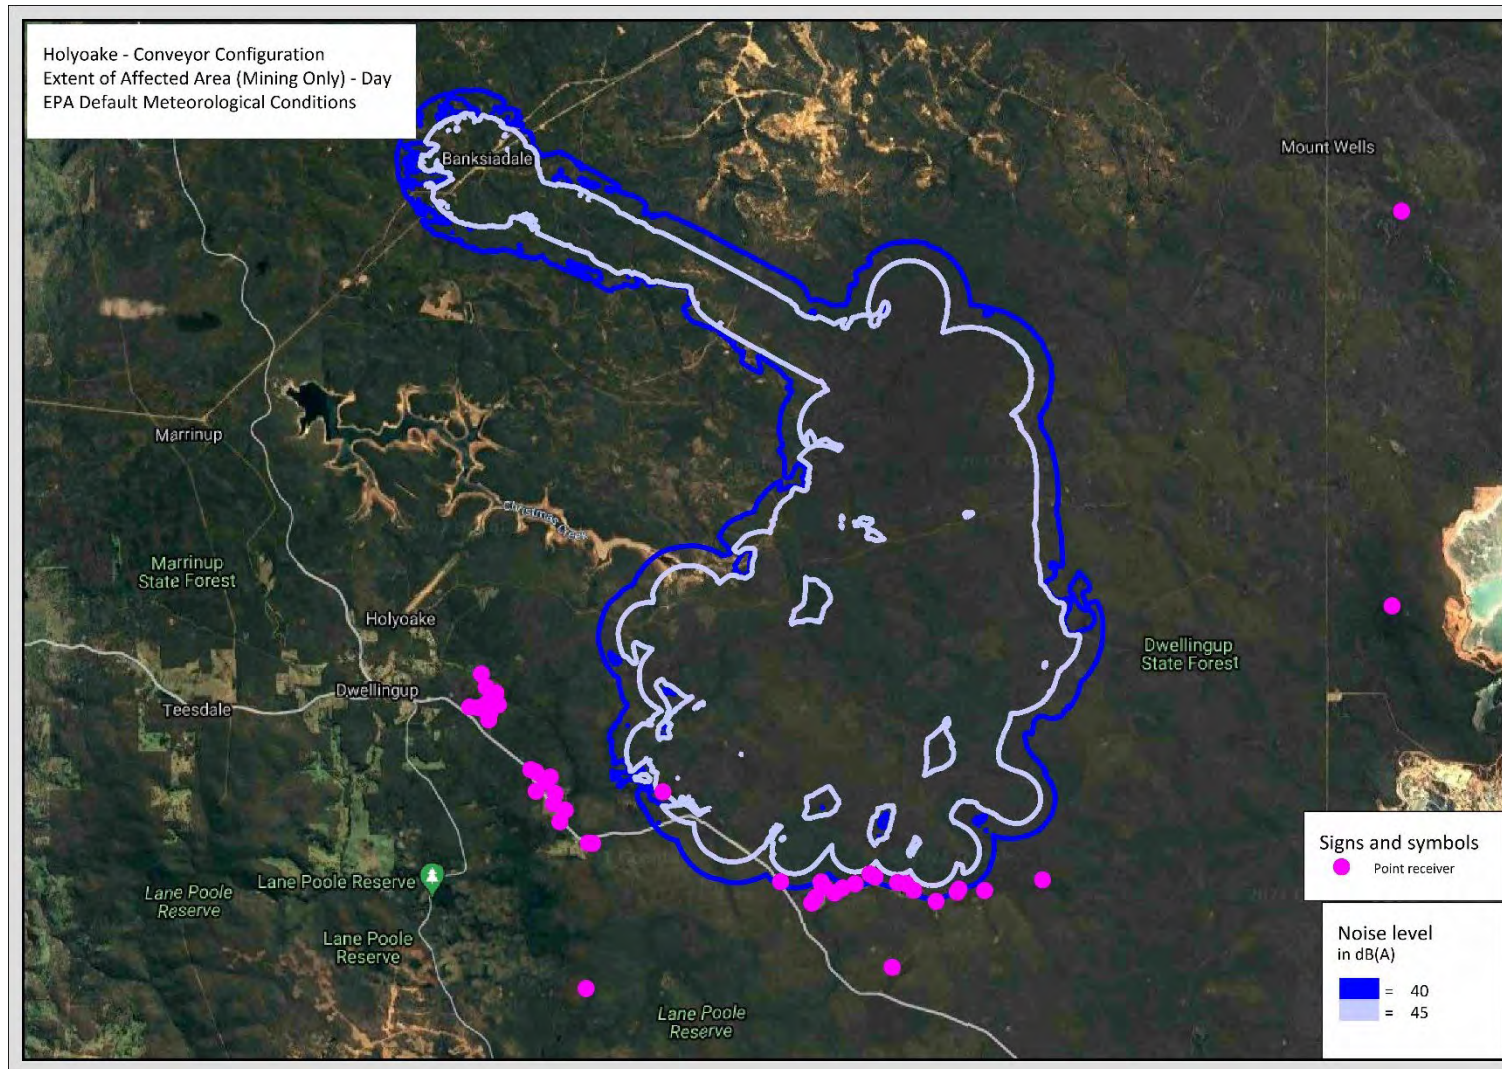 Holyoake - Conveyor Configuration
Extent of Affected Area (Mining Only) - Day
EPA Default Meteorological Conditions
Banksiadale
Mount Wells
Marrinup
Christmas Creek
Marrinup
State Forest
Holyoake
Dwellingup
State Forest
Dwellingup
Teesdale
Lane Poole Reserve
Lane Poole
Reserve
Lane Poole
Reserve
Lane Poole
Reserve
Signs and symbols
Point receiver
Noise level
in dB(A)
= 40
= 45